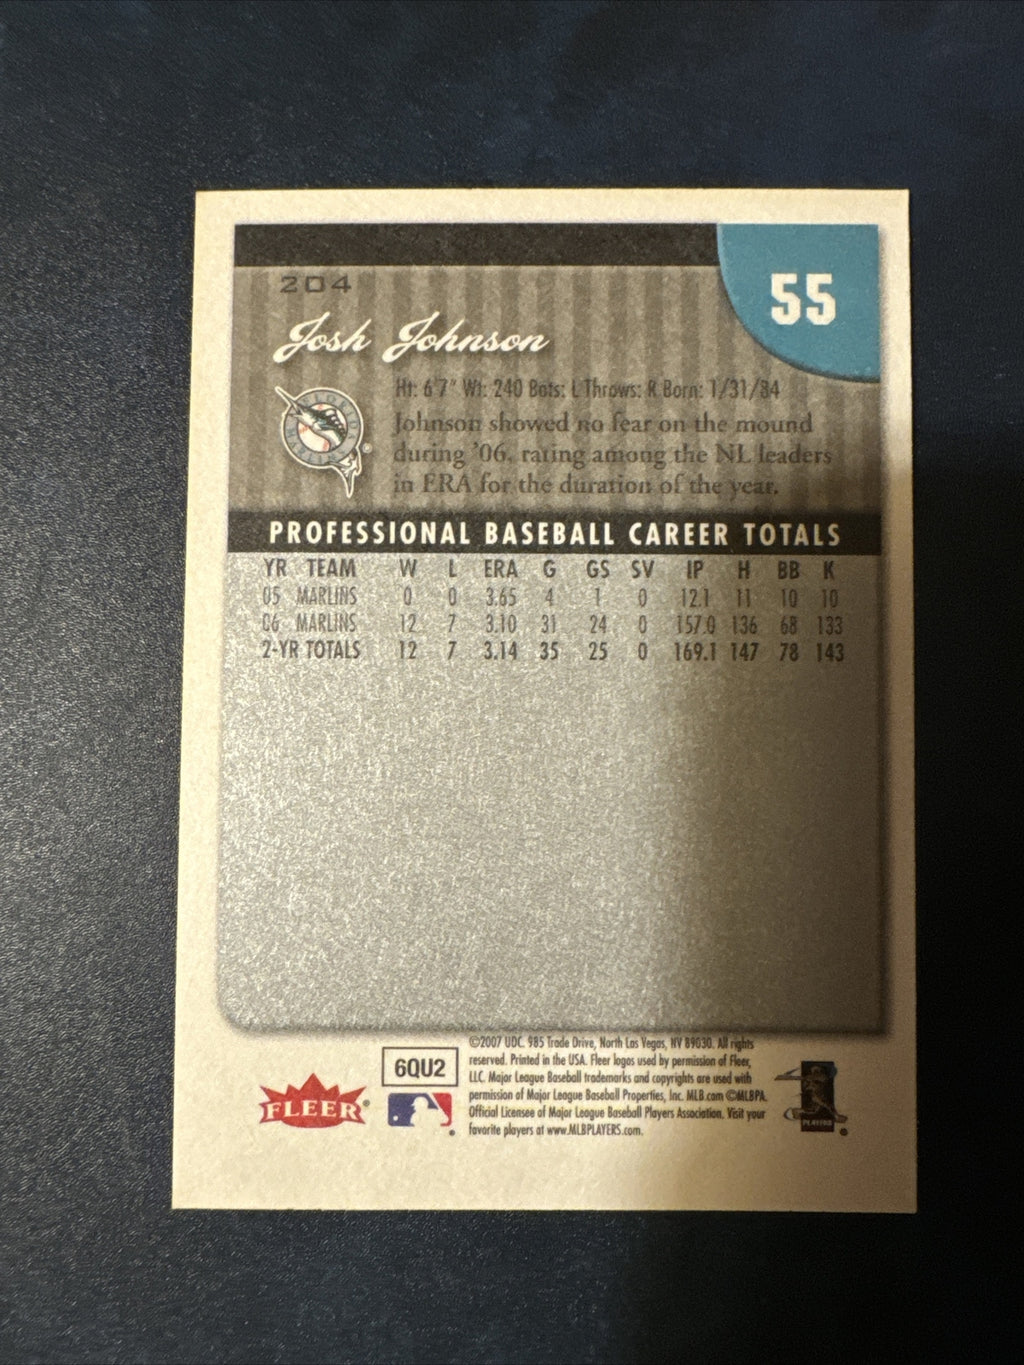 55
204
Josh Johnson
Ht: 6'7" Wt: 240 Bats: L Throws: R Born: 1/31/84
Johnson showed no fear on the mound
during '06, rating among the NL leaders
in ERA for the duration of the year.
PROFESSIONAL BASEBALL CAREER TOTALS
YR TEAM W L ERA G GS SV IP H BB K
05 MARLINS 0 0 3.65 4 1 0 12.1 11 10 10
06 MARLINS 12 7 3.10 31 24 0 157.0 136 68 133
2-YR TOTALS 12 7 3.14 35 25 0 169.1 147 78 143
©2007 UDC. 985 Trade Drive, North Las Vegas, NV 89030. All rights
reserved. Printed in the USA. Fleer logos used by permission of Fleer,
LLC. Major League Baseball trademarks and copyrights are used with
permission of Major League Baseball Properties, Inc. MLB.com ©MLBPA.
Official Licensee of Major League Baseball Players Association. Visit your
favorite players at www.MLBPLAYERS.com.
6QU2
FLEER®
PLAYERS